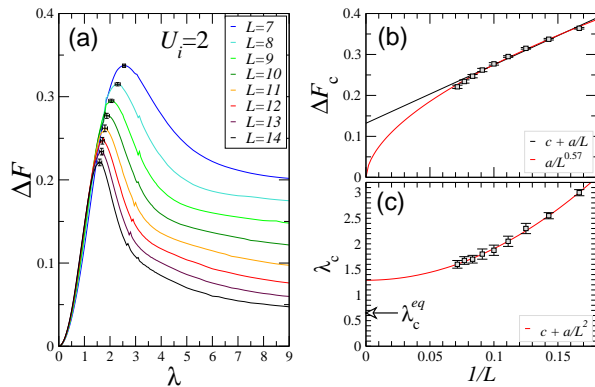 (a)
U_i=2
L=7
L=8
L=9
L=10
L=11
L=12
L=13
L=14
ΔF
0.4
0.3
0.2
0.1
0
0 1 2 3 4 5 6 7 8 9
λ
(b)
ΔF_c
0.4
0.3
0.2
0.1
0
c + a/L
a/L^0.57
(c)
λ_c
3
2.5
2
1.5
1
0.5
0
λ_c^eq
c + a/L^2
0 0.05 0.10 0.15
1/L